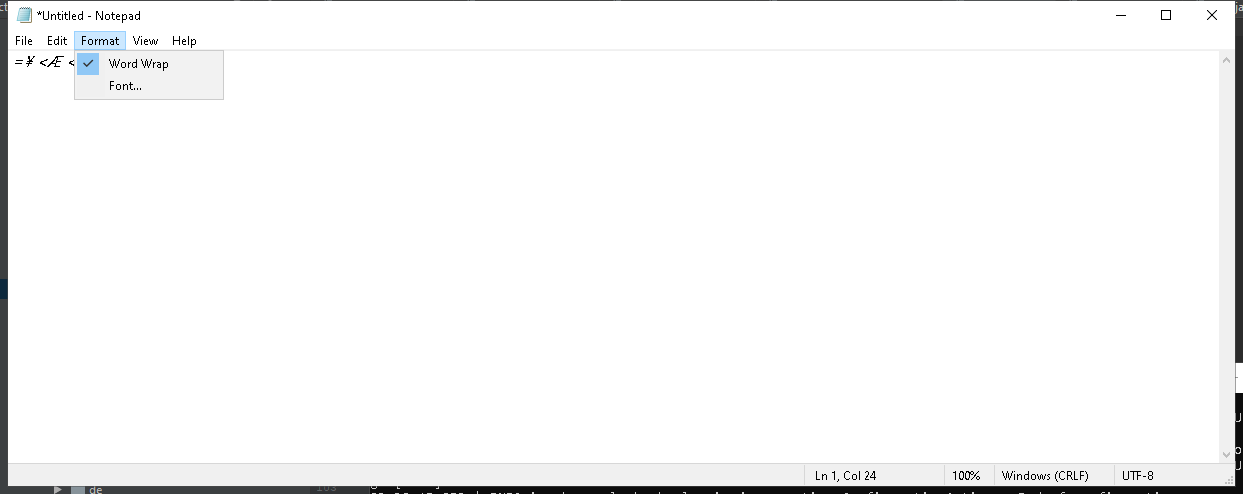 *Untitled - Notepad
File Edit Format View Help
=¥ <Æ <
Word Wrap
Font...
Ln 1, Col 24 100% Windows (CRLF) UTF-8
de